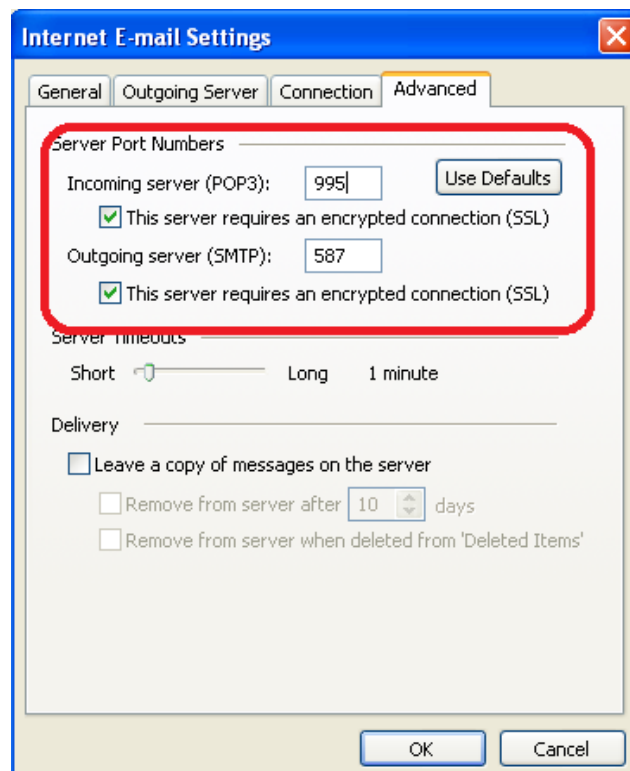 Internet E-mail Settings
General Outgoing Server Connection Advanced
Server Port Numbers
Incoming server (POP3): 995 Use Defaults
This server requires an encrypted connection (SSL)
Outgoing server (SMTP): 587
This server requires an encrypted connection (SSL)
Server Timeouts
Short Long 1 minute
Delivery
Leave a copy of messages on the server
Remove from server after 10 days
Remove from server when deleted from 'Deleted Items'
OK Cancel